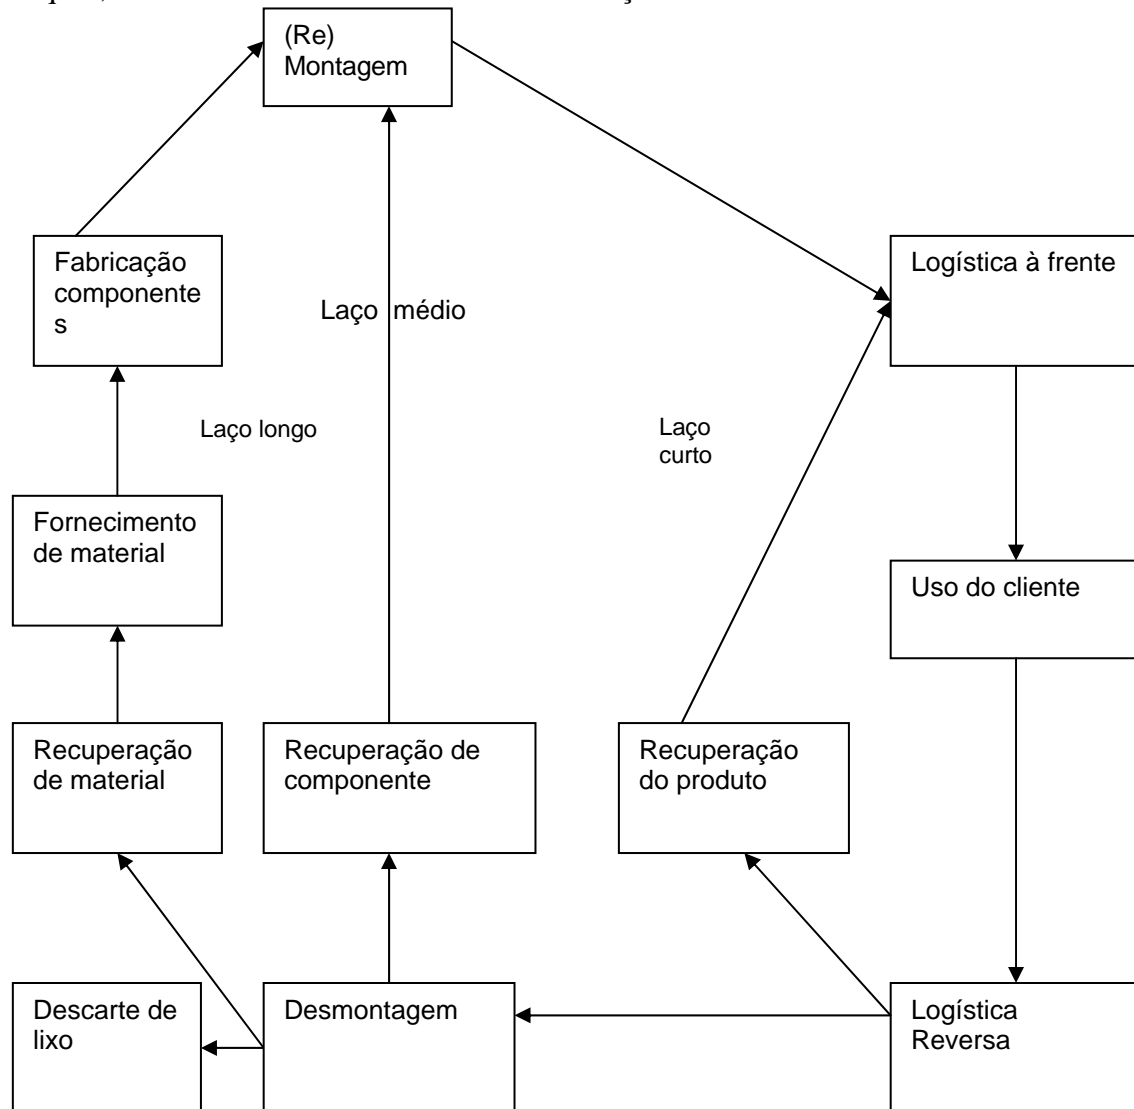 (Re)
Montagem
Fabricação
componente
s
Logística à frente
Laço médio
Laço longo
Laço
curto
Fornecimento
de material
Uso do cliente
Recuperação
de material
Recuperação de
componente
Recuperação
do produto
Descarte de
lixo
Desmontagem
Logística
Reversa